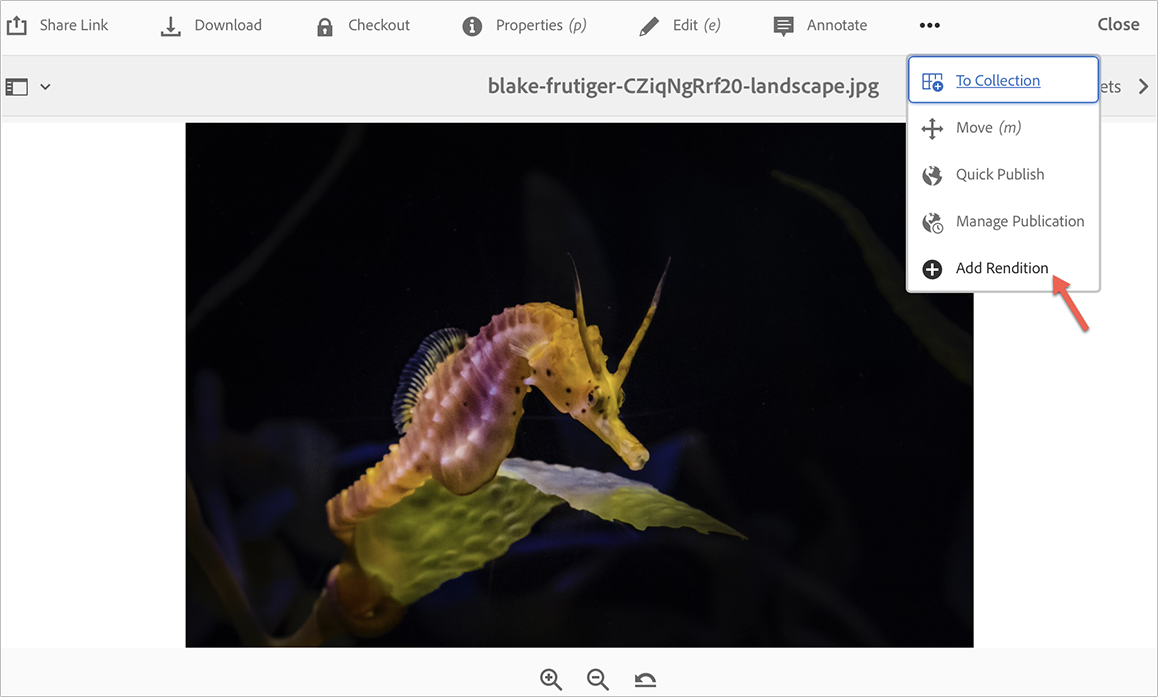 Share Link Download Checkout Properties (p) Edit (e) Annotate Close
blake-frutiger-CZiqNgRrf20-landscape.jpg ets
To Collection
Move (m)
Quick Publish
Manage Publication
Add Rendition